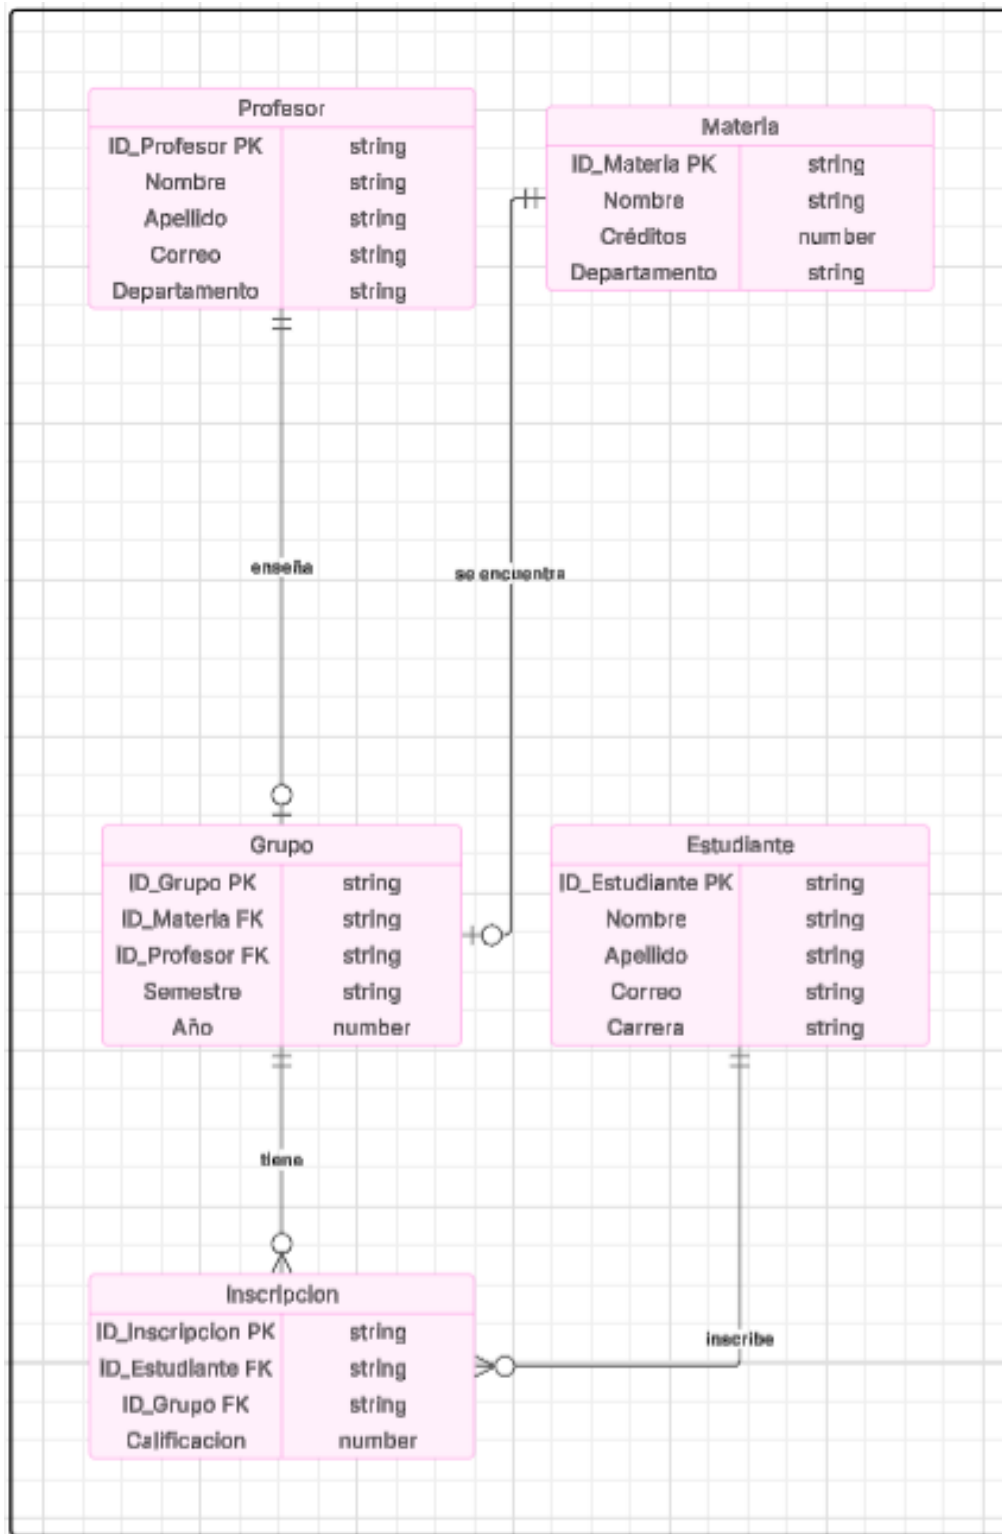 Profesor
ID_Profesor PK string
Nombre string
Apellido string
Correo string
Departamento string
Materia
ID_Materia PK string
Nombre string
Créditos number
Departamento string
enseña
se encuentra
Grupo
ID_Grupo PK string
ID_Materia FK string
ID_Profesor FK string
Semestre string
Año number
Estudiante
ID_Estudiante PK string
Nombre string
Apellido string
Correo string
Carrera string
tiene
inscribe
Inscripcion
ID_Inscripcion PK string
ID_Estudiante FK string
ID_Grupo FK string
Calificacion number